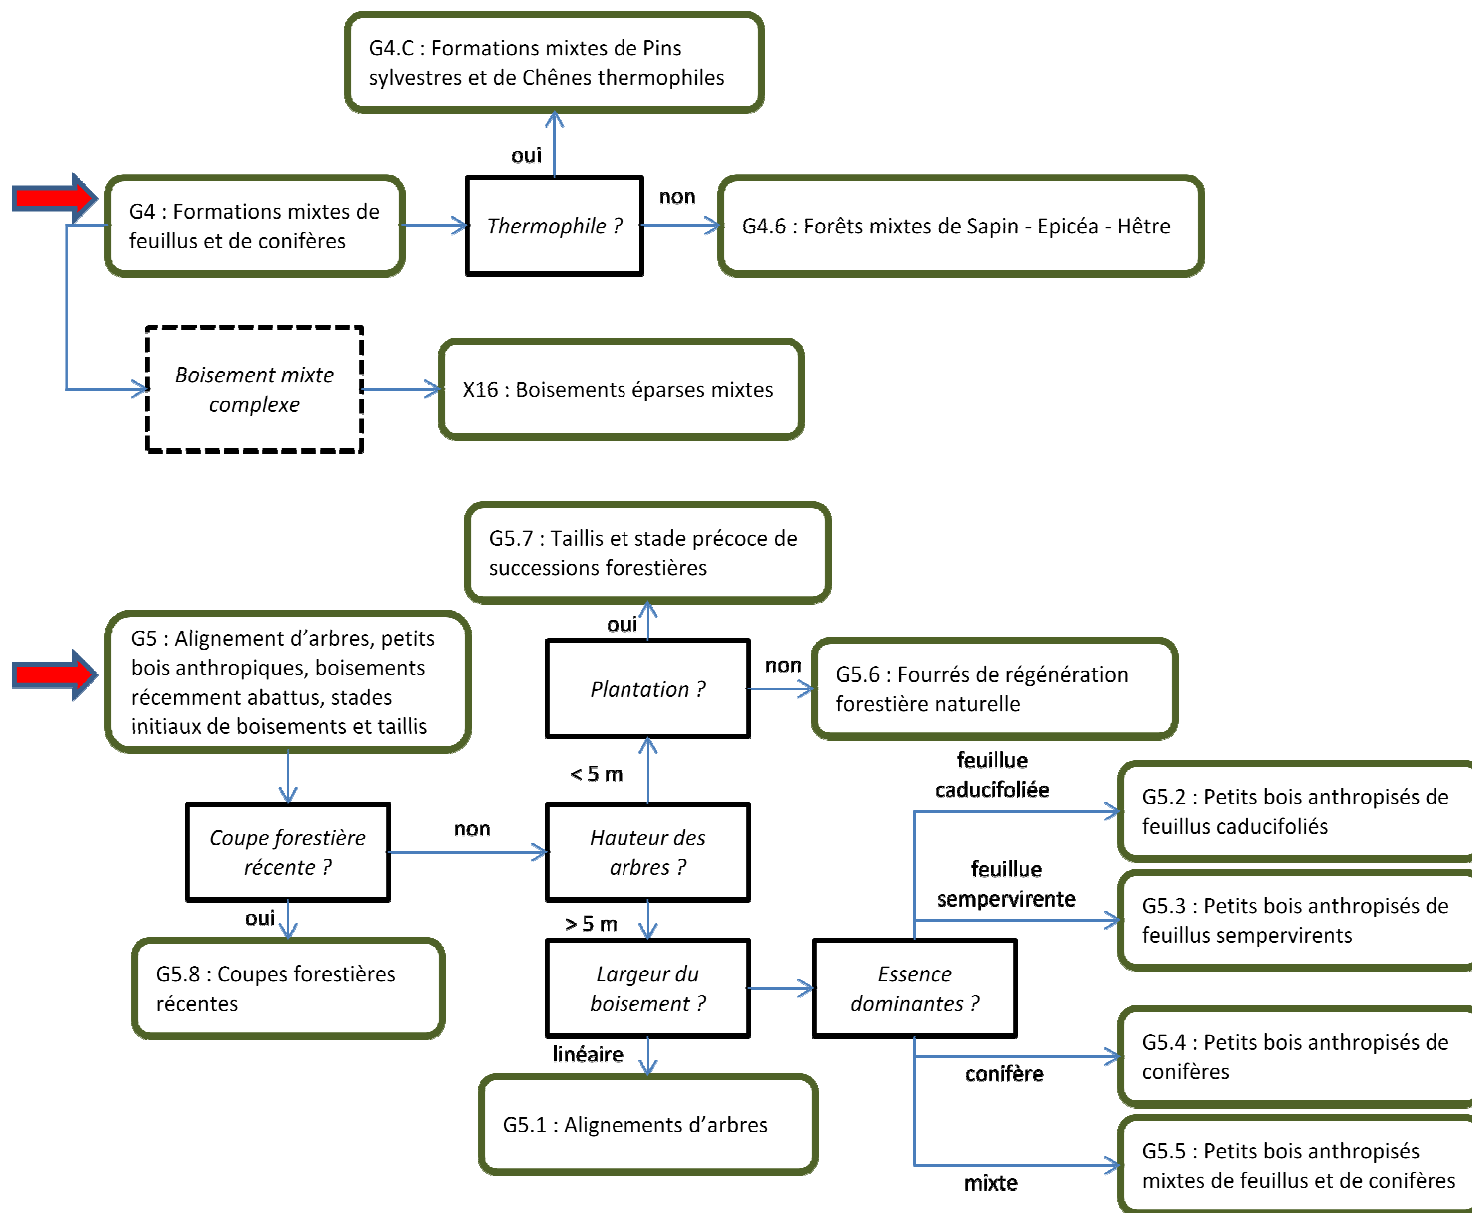 G4.C : Formations mixtes de Pins
sylvestres et de Chênes thermophiles
oui
G4 : Formations mixtes de
feuillus et de conifères
Thermophile ?
non
G4.6 : Forêts mixtes de Sapin - Epicéa - Hêtre
Boisement mixte
complexe
X16 : Boisements éparses mixtes
G5.7 : Taillis et stade précoce de
successions forestières
G5 : Alignement d’arbres, petits
bois anthropiques, boisements
récemment abattus, stades
initiaux de boisements et taillis
oui
Plantation ?
non
G5.6 : Fourrés de régénération
forestière naturelle
< 5 m
Coupe forestière
récente ?
non
Hauteur des
arbres ?
feuillue
caducifoliée
G5.2 : Petits bois anthropisés de
feuillus caducifoliés
feuillue
sempervirente
G5.3 : Petits bois anthropisés de
feuillus sempervirents
oui
> 5 m
G5.8 : Coupes forestières
récentes
Largeur du
boisement ?
Essence
dominantes ?
linéaire
conifère
G5.4 : Petits bois anthropisés de
conifères
G5.1 : Alignements d’arbres
mixte
G5.5 : Petits bois anthropisés
mixtes de feuillus et de conifères